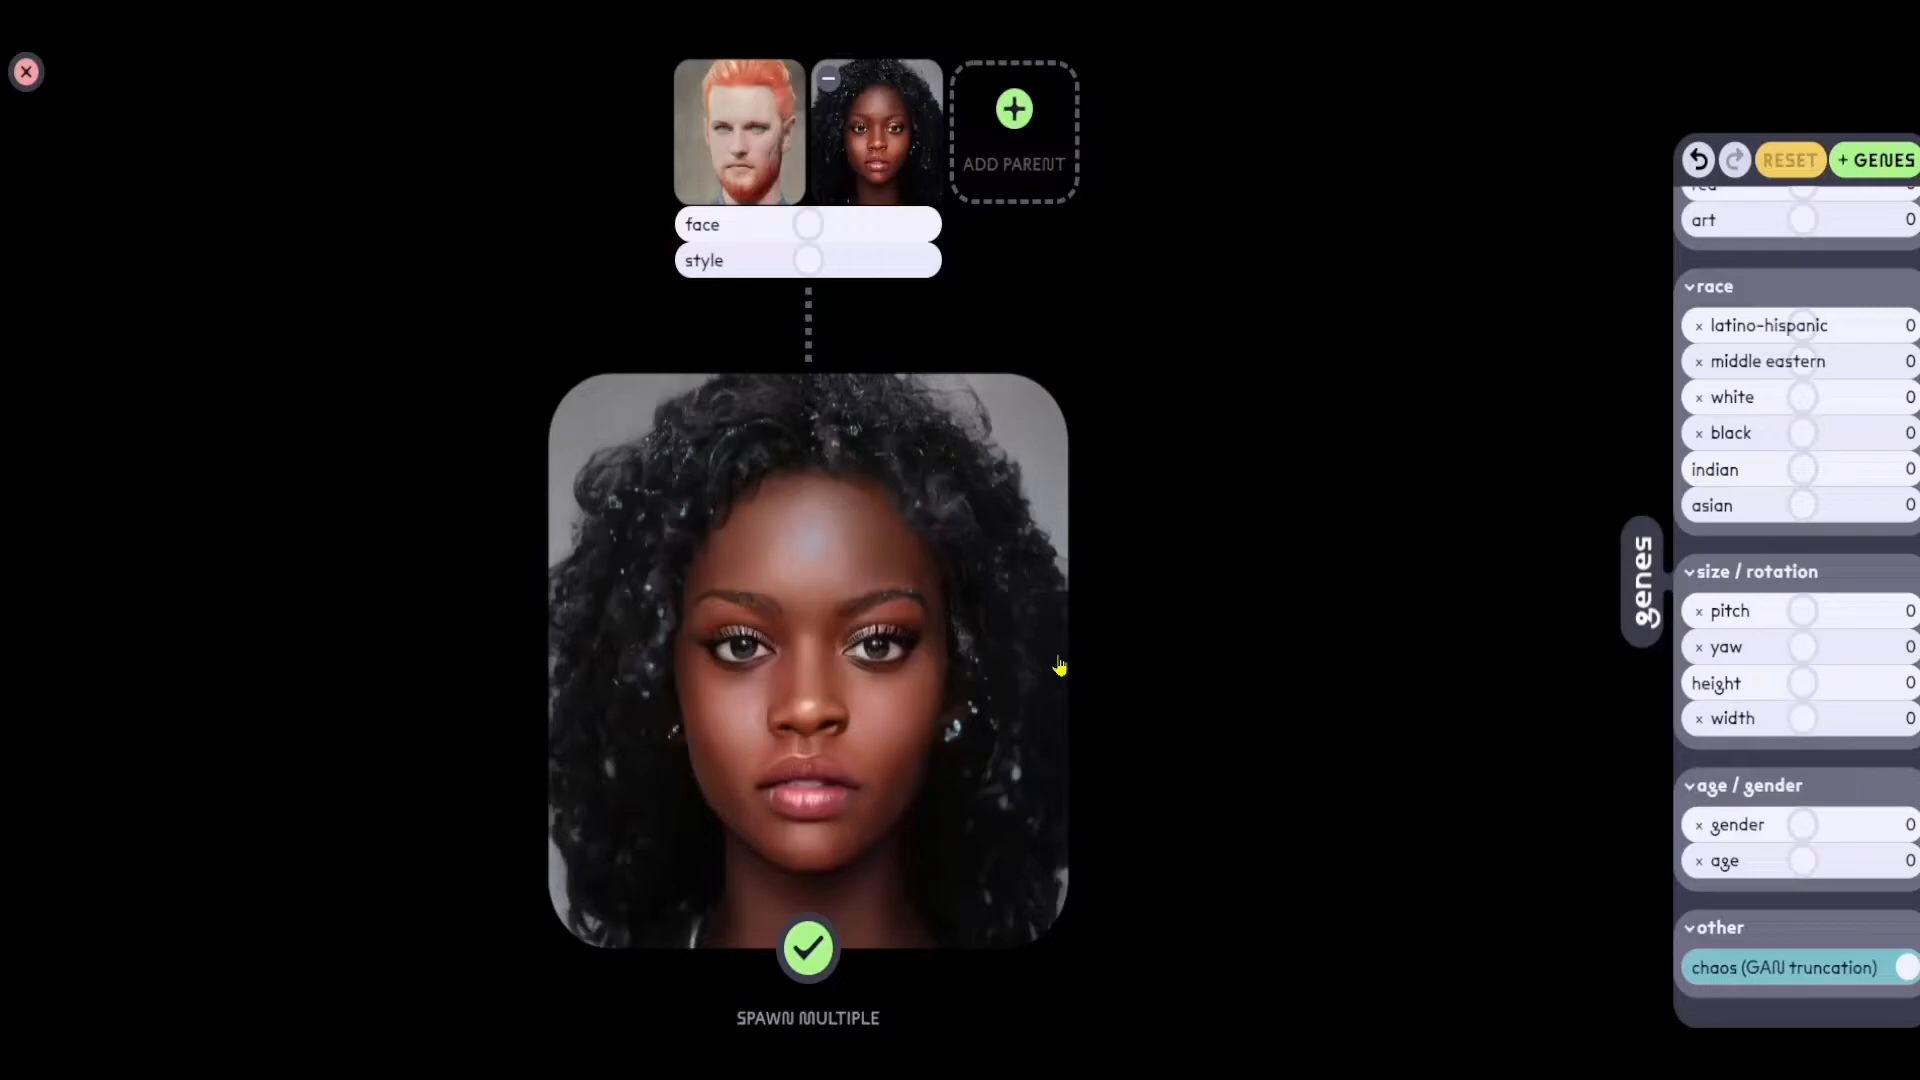 ADD PARENT
face
style
SPAWN MULTIPLE
genes
RESET
+ GENES
art 0
race
× latino-hispanic 0
× middle eastern 0
× white 0
× black 0
indian 0
asian 0
size / rotation
× pitch 0
× yaw 0
height 0
× width 0
age / gender
× gender 0
× age 0
other
chaos (GAN truncation)